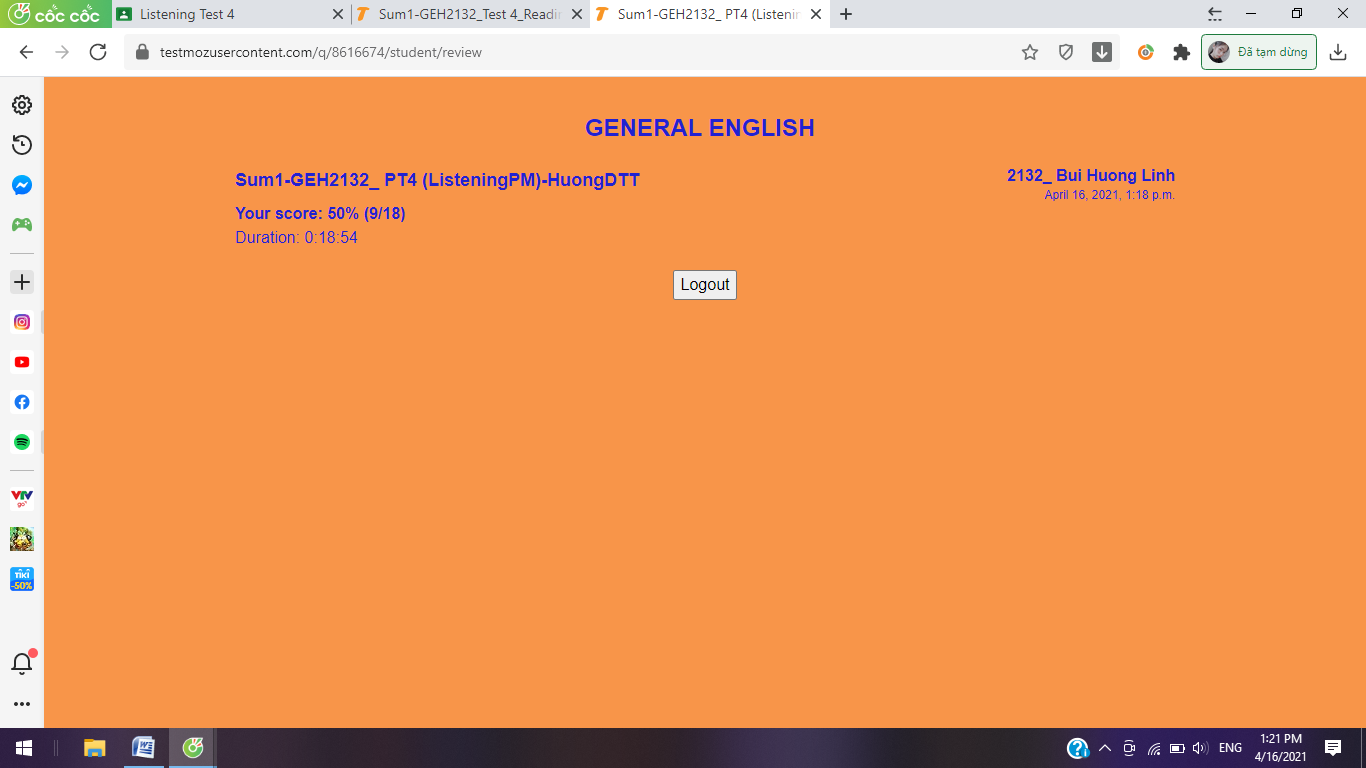 cốc cốc
Listening Test 4
Sum1-GEH2132_Test 4_Readin
Sum1-GEH2132_ PT4 (Listenin
testmozusercontent.com/q/8616674/student/review
Đã tạm dừng
GENERAL ENGLISH
Sum1-GEH2132_ PT4 (ListeningPM)-HuongDTT
2132_ Bui Huong Linh
April 16, 2021, 1:18 p.m.
Your score: 50% (9/18)
Duration: 0:18:54
Logout
VTV
go
TIKI
-50%
ENG
1:21 PM
4/16/2021